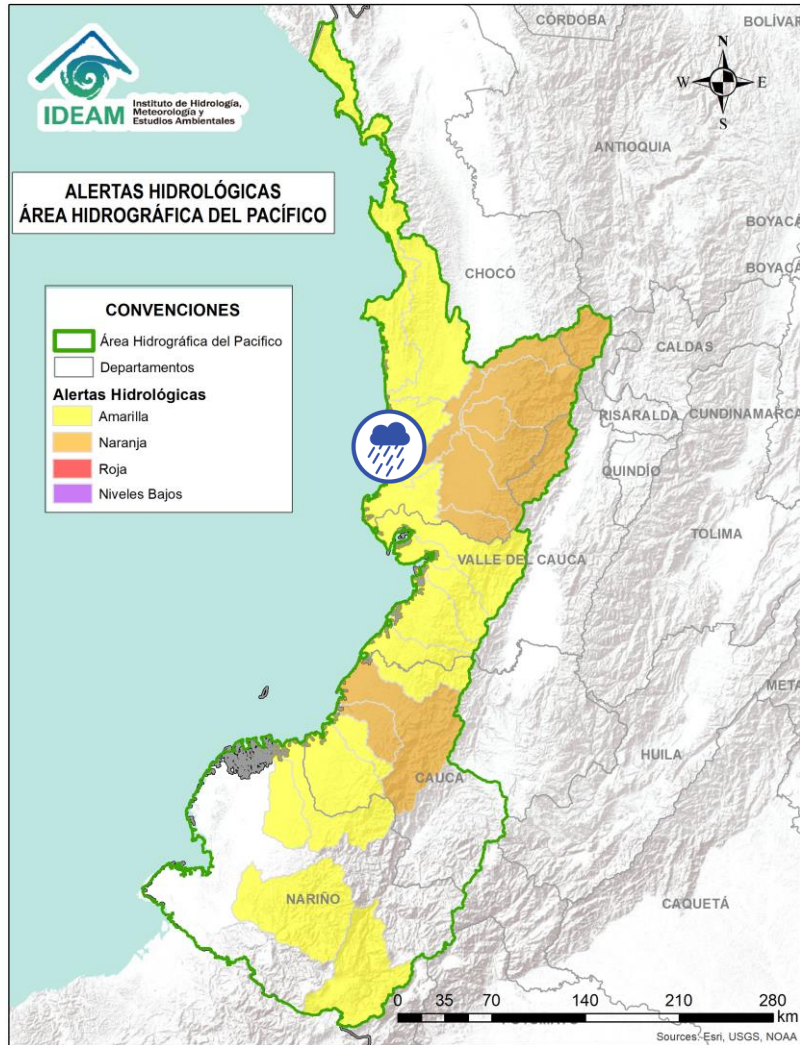 IDEAM
Instituto de Hidrología,
Meteorología y
Estudios Ambientales
ALERTAS HIDROLÓGICAS
ÁREA HIDROGRÁFICA DEL PACÍFICO
CONVENCIONES
Área Hidrográfica del Pacifico
Departamentos
Alertas Hidrológicas
Amarilla
Naranja
Roja
Niveles Bajos
CÓRDOBA
BOLÍVAR
N
W
E
S
ANTIOQUIA
BOYACÁ
BOYACÁ
CHOCÓ
CALDAS
RISARALDA
CUNDINAMARCA
QUINDÍO
TOLIMA
VALLE DEL CAUCA
META
HUILA
CAUCA
NARIÑO
CAQUETÁ
0 35 70 140 210 280
km
Sources: Esri, USGS, NOAA